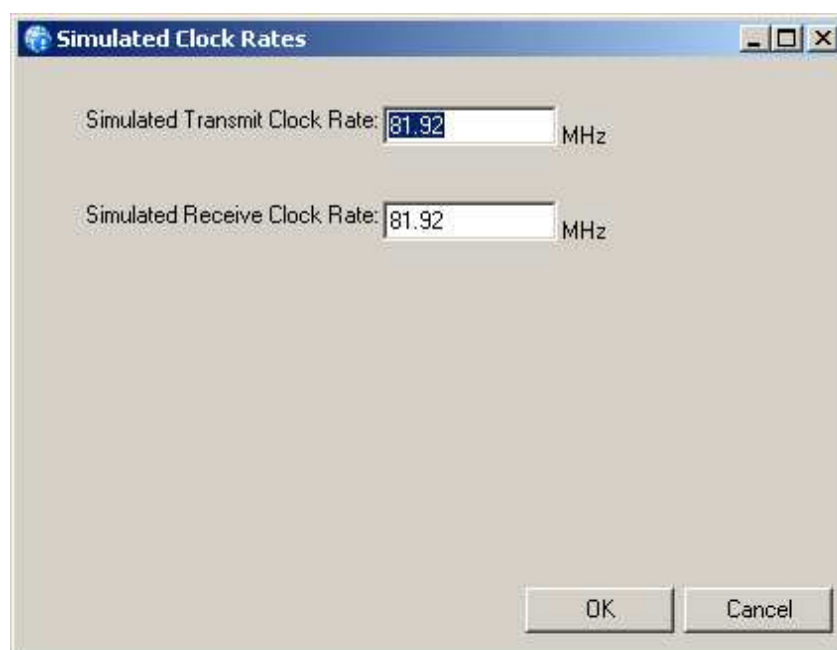 Simulated Clock Rates
Simulated Transmit Clock Rate: 81.92 MHz
Simulated Receive Clock Rate: 81.92 MHz
OK Cancel